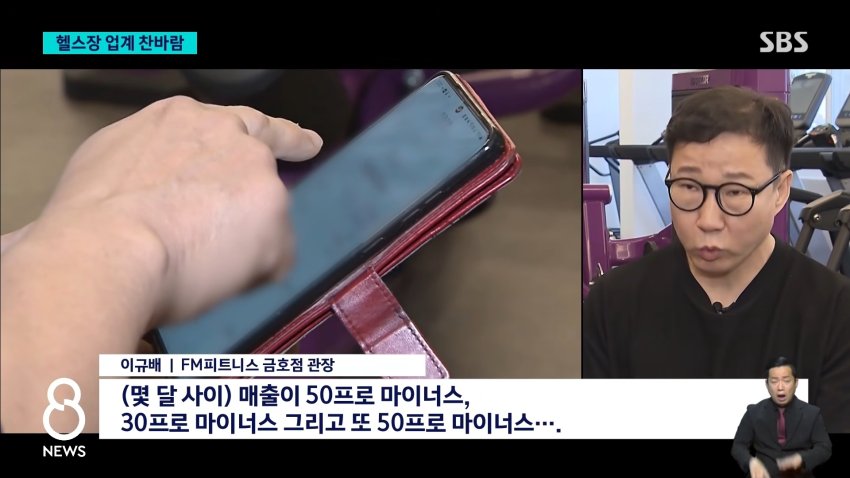 헬스장 업계 찬바람
SBS
이규배 | FM피트니스 금호점 관장
(몇 달 사이) 매출이 50프로 마이너스,
30프로 마이너스 그리고 또 50프로 마이너스….
8
NEWS